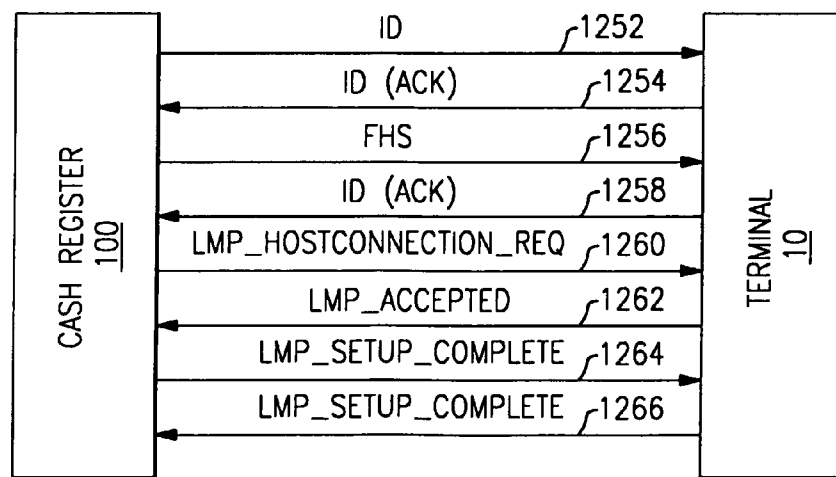 CASH REGISTER
100
ID
1252
ID (ACK)
1254
FHS
1256
ID (ACK)
1258
LMP_HOSTCONNECTION_REQ
1260
LMP_ACCEPTED
1262
LMP_SETUP_COMPLETE
1264
LMP_SETUP_COMPLETE
1266
TERMINAL
10